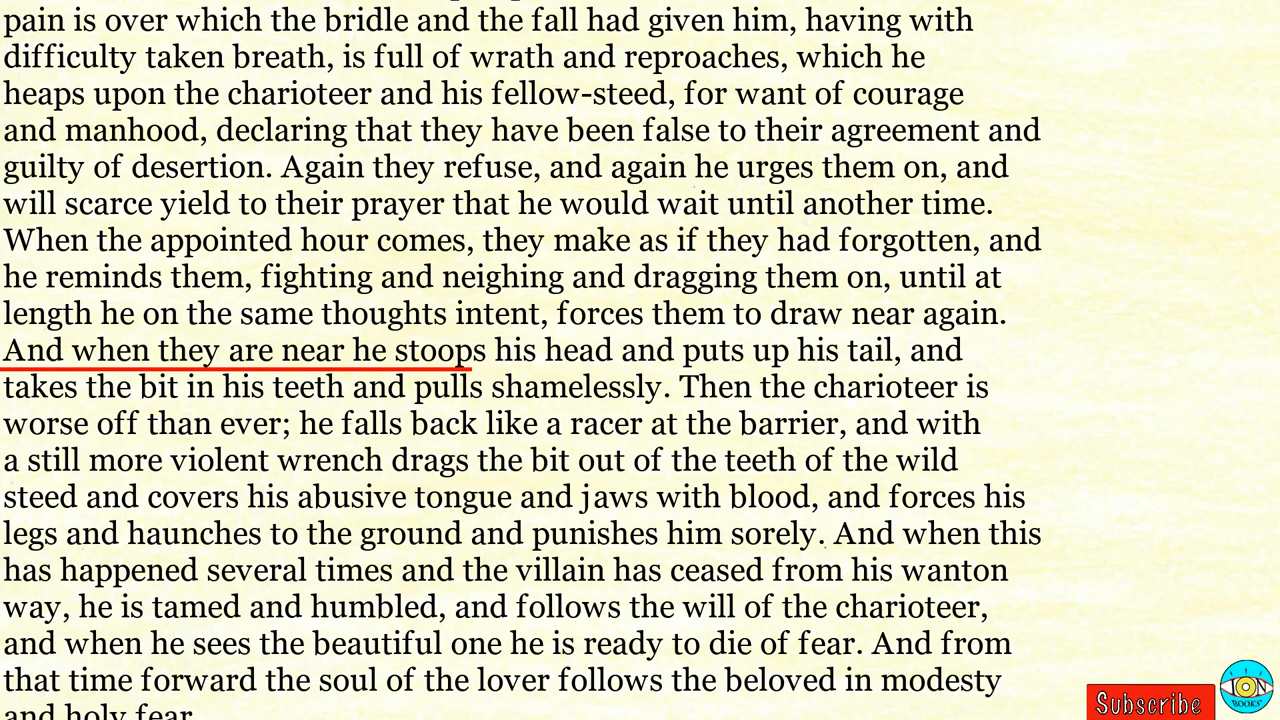 pain is over which the bridle and the fall had given him, having with
difficulty taken breath, is full of wrath and reproaches, which he
heaps upon the charioteer and his fellow-steed, for want of courage
and manhood, declaring that they have been false to their agreement and
guilty of desertion. Again they refuse, and again he urges them on, and
will scarce yield to their prayer that he would wait until another time.
When the appointed hour comes, they make as if they had forgotten, and
he reminds them, fighting and neighing and dragging them on, until at
length he on the same thoughts intent, forces them to draw near again.
And when they are near he stoops his head and puts up his tail, and
takes the bit in his teeth and pulls shamelessly. Then the charioteer is
worse off than ever; he falls back like a racer at the barrier, and with
a still more violent wrench drags the bit out of the teeth of the wild
steed and covers his abusive tongue and jaws with blood, and forces his
legs and haunches to the ground and punishes him sorely. And when this
has happened several times and the villain has ceased from his wanton
way, he is tamed and humbled, and follows the will of the charioteer,
and when he sees the beautiful one he is ready to die of fear. And from
that time forward the soul of the lover follows the beloved in modesty
and holy fear.
Subscribe
ION
BOOKS